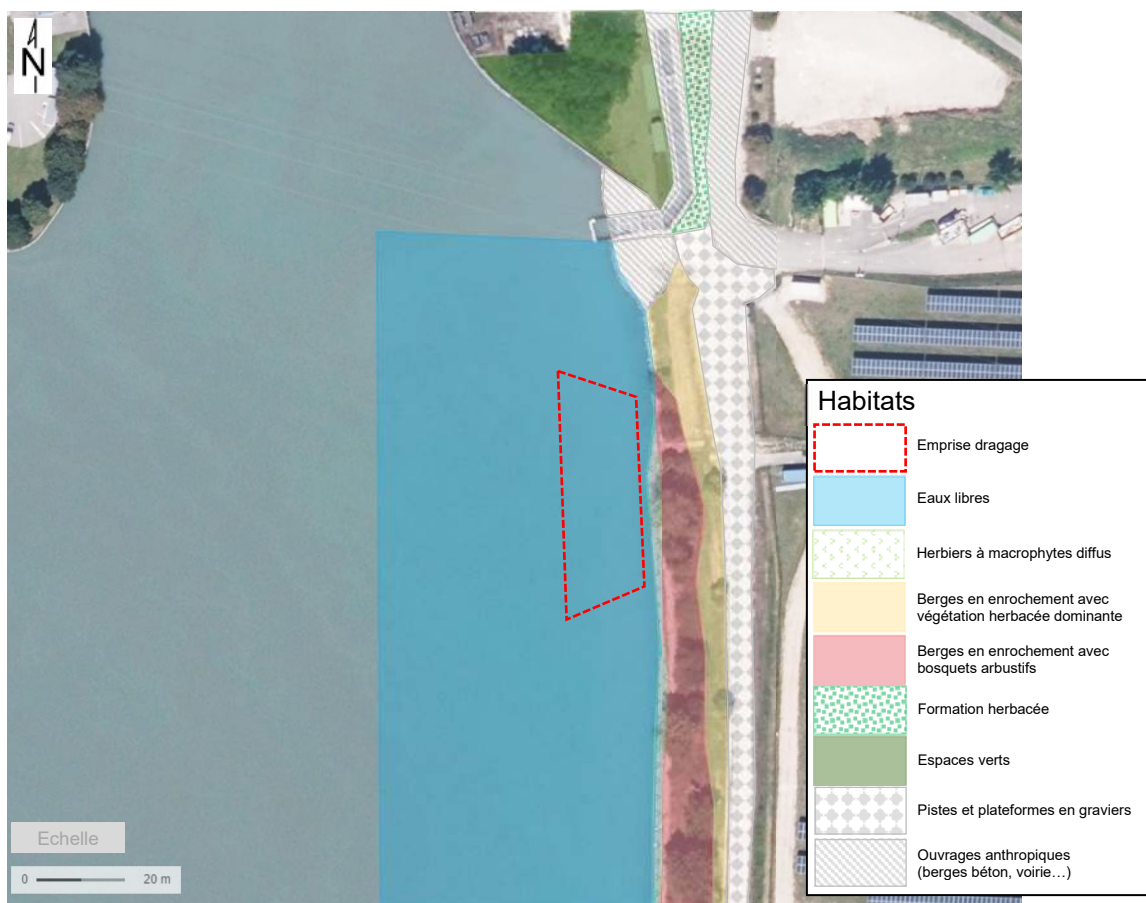 N
Habitats
Emprise dragage
Eaux libres
Herbiers à macrophytes diffus
Berges en enrochement avec
végétation herbacée dominante
Berges en enrochement avec
bosquets arbustifs
Formation herbacée
Espaces verts
Pistes et plateformes en graviers
Ouvrages anthropiques
(berges béton, voirie…)
Echelle
0 20 m